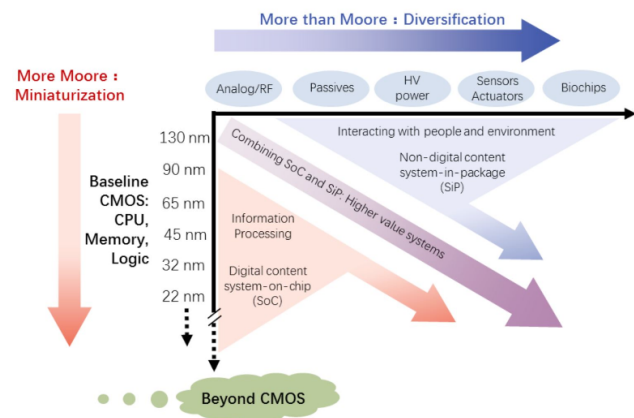 More than Moore：Diversification
More Moore：
Miniaturization
Analog/RF
Passives
HV
power
Sensors
Actuators
Biochips
Interacting with people and environment
Non-digital content
system-in-package
(SiP)
Combining SoC and SiP: Higher value systems
130 nm
90 nm
65 nm
45 nm
32 nm
22 nm
Baseline
CMOS:
CPU,
Memory,
Logic
Information
Processing
Digital content
system-on-chip
(SoC)
Beyond CMOS